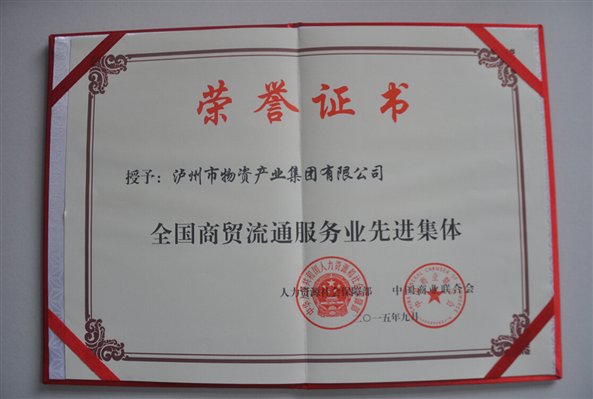 荣誉证书
授予：泸州市物资产业集团有限公司
全国商贸流通服务业先进集体
人力资源社会保障部 中国商业联合会
二〇一五年九月